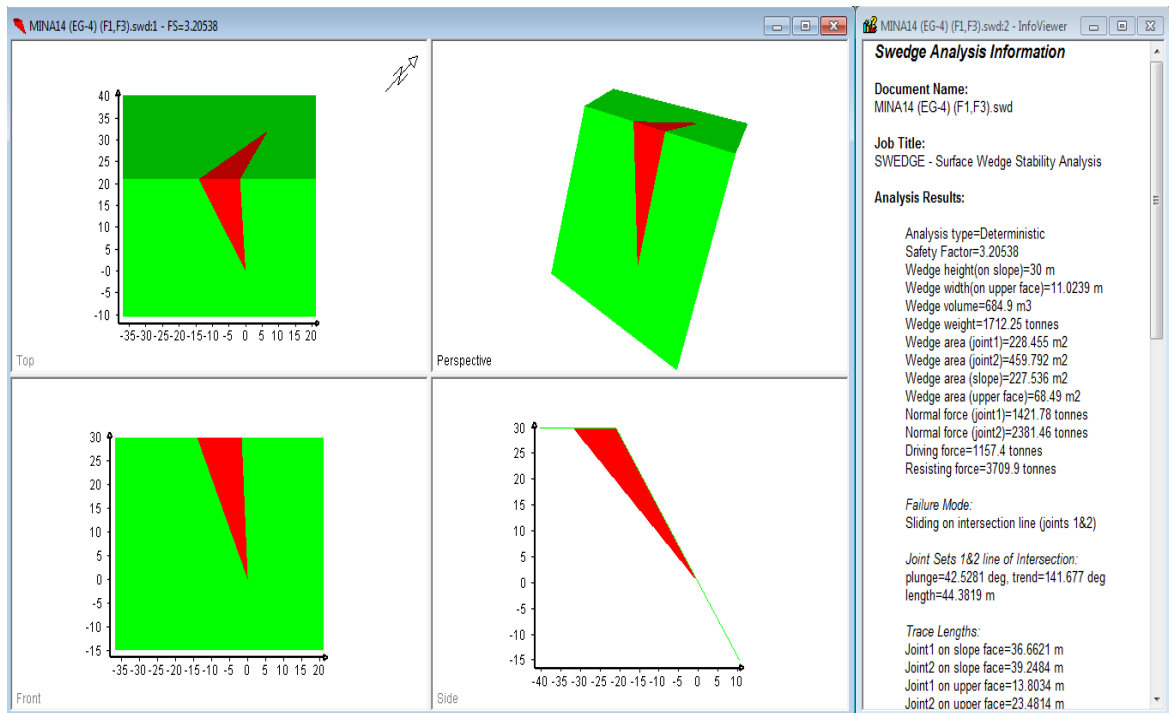 MINA14 (EG-4) (F1,F3).swd:1 - FS=3.20538
N
40
35
30
25
20
15
10
5
-0
-5
-10
-35-30-25-20-15-10 -5 0 5 10 15 20
Top
Perspective
30
25
20
15
10
5
0
-5
-10
-15
-35-30-25-20-15-10 -5 0 5 10 15 20
Front
30
25
20
15
10
5
0
-5
-10
-15
-40 -35 -30 -25 -20 -15 -10 -5 0 5 10
Side
MINA14 (EG-4) (F1,F3).swd:2 - InfoViewer
Swedge Analysis Information
Document Name:
MINA14 (EG-4) (F1,F3).swd
Job Title:
SWEDGE - Surface Wedge Stability Analysis
Analysis Results:
Analysis type=Deterministic
Safety Factor=3.20538
Wedge height(on slope)=30 m
Wedge width(on upper face)=11.0239 m
Wedge volume=684.9 m3
Wedge weight=1712.25 tonnes
Wedge area (joint1)=228.455 m2
Wedge area (joint2)=459.792 m2
Wedge area (slope)=227.536 m2
Wedge area (upper face)=68.49 m2
Normal force (joint1)=1421.78 tonnes
Normal force (joint2)=2381.46 tonnes
Driving force=1157.4 tonnes
Resisting force=3709.9 tonnes
Failure Mode:
Sliding on intersection line (joints 1&2)
Joint Sets 1&2 line of Intersection:
plunge=42.5281 deg, trend=141.677 deg
length=44.3819 m
Trace Lengths:
Joint1 on slope face=36.6621 m
Joint2 on slope face=39.2484 m
Joint1 on upper face=13.8034 m
Joint2 on upper face=23.4814 m